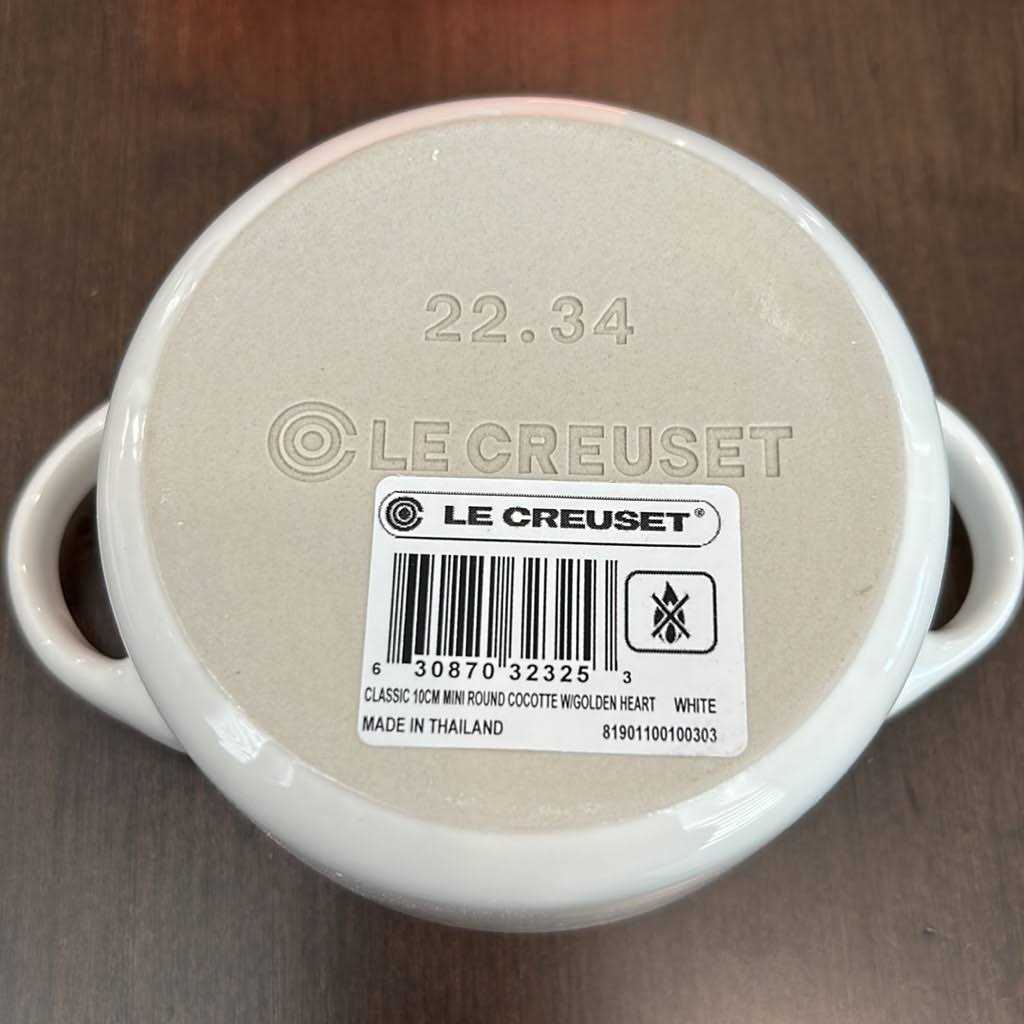 22.34
LE CREUSET
LE CREUSET®
6 30870 32325 3
CLASSIC 10CM MINI ROUND COCOTTE W/GOLDEN HEART WHITE
MADE IN THAILAND 81901100100303